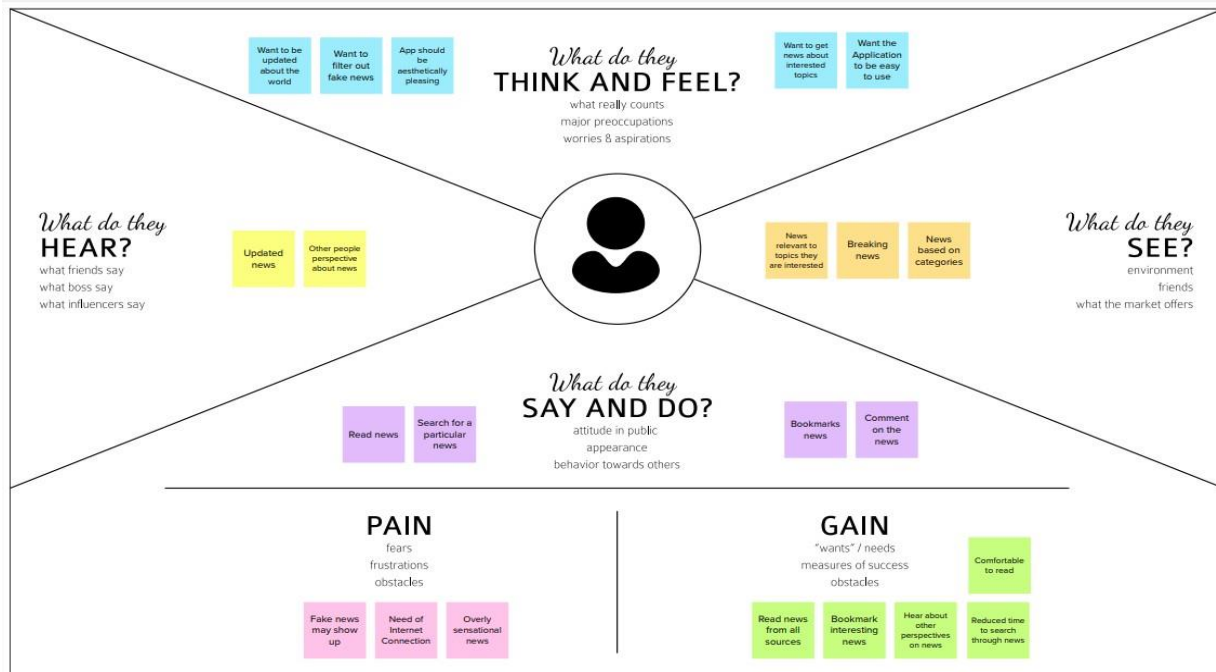 Want to be
updated
about the
world
Want to
filter out
fake news
App should
be
aesthetically
pleasing
What do they
THINK AND FEEL?
what really counts
major preoccupations
worries & aspirations
Want to get
news about
interested
topics
Want the
Application
to be easy
to use
What do they
HEAR?
what friends say
what boss say
what influencers say
Updated
news
Other people
perspective
about news
News
relevant to
topics they
are interested
Breaking
news
News
based on
categories
What do they
SEE?
environment
friends
what the market offers
Read news
Search for a
particular
news
What do they
SAY AND DO?
attitude in public
appearance
behavior towards others
Bookmarks
news
Comment
on the
news
PAIN
fears
frustrations
obstacles
Fake news
may show
up
Need of
Internet
Connection
Overly
sensational
news
GAIN
"wants" / needs
measures of success
obstacles
Comfortable
to read
Read news
from all
sources
Bookmark
interesting
news
Hear about
other
perspectives
on news
Reduced time
to search
through news